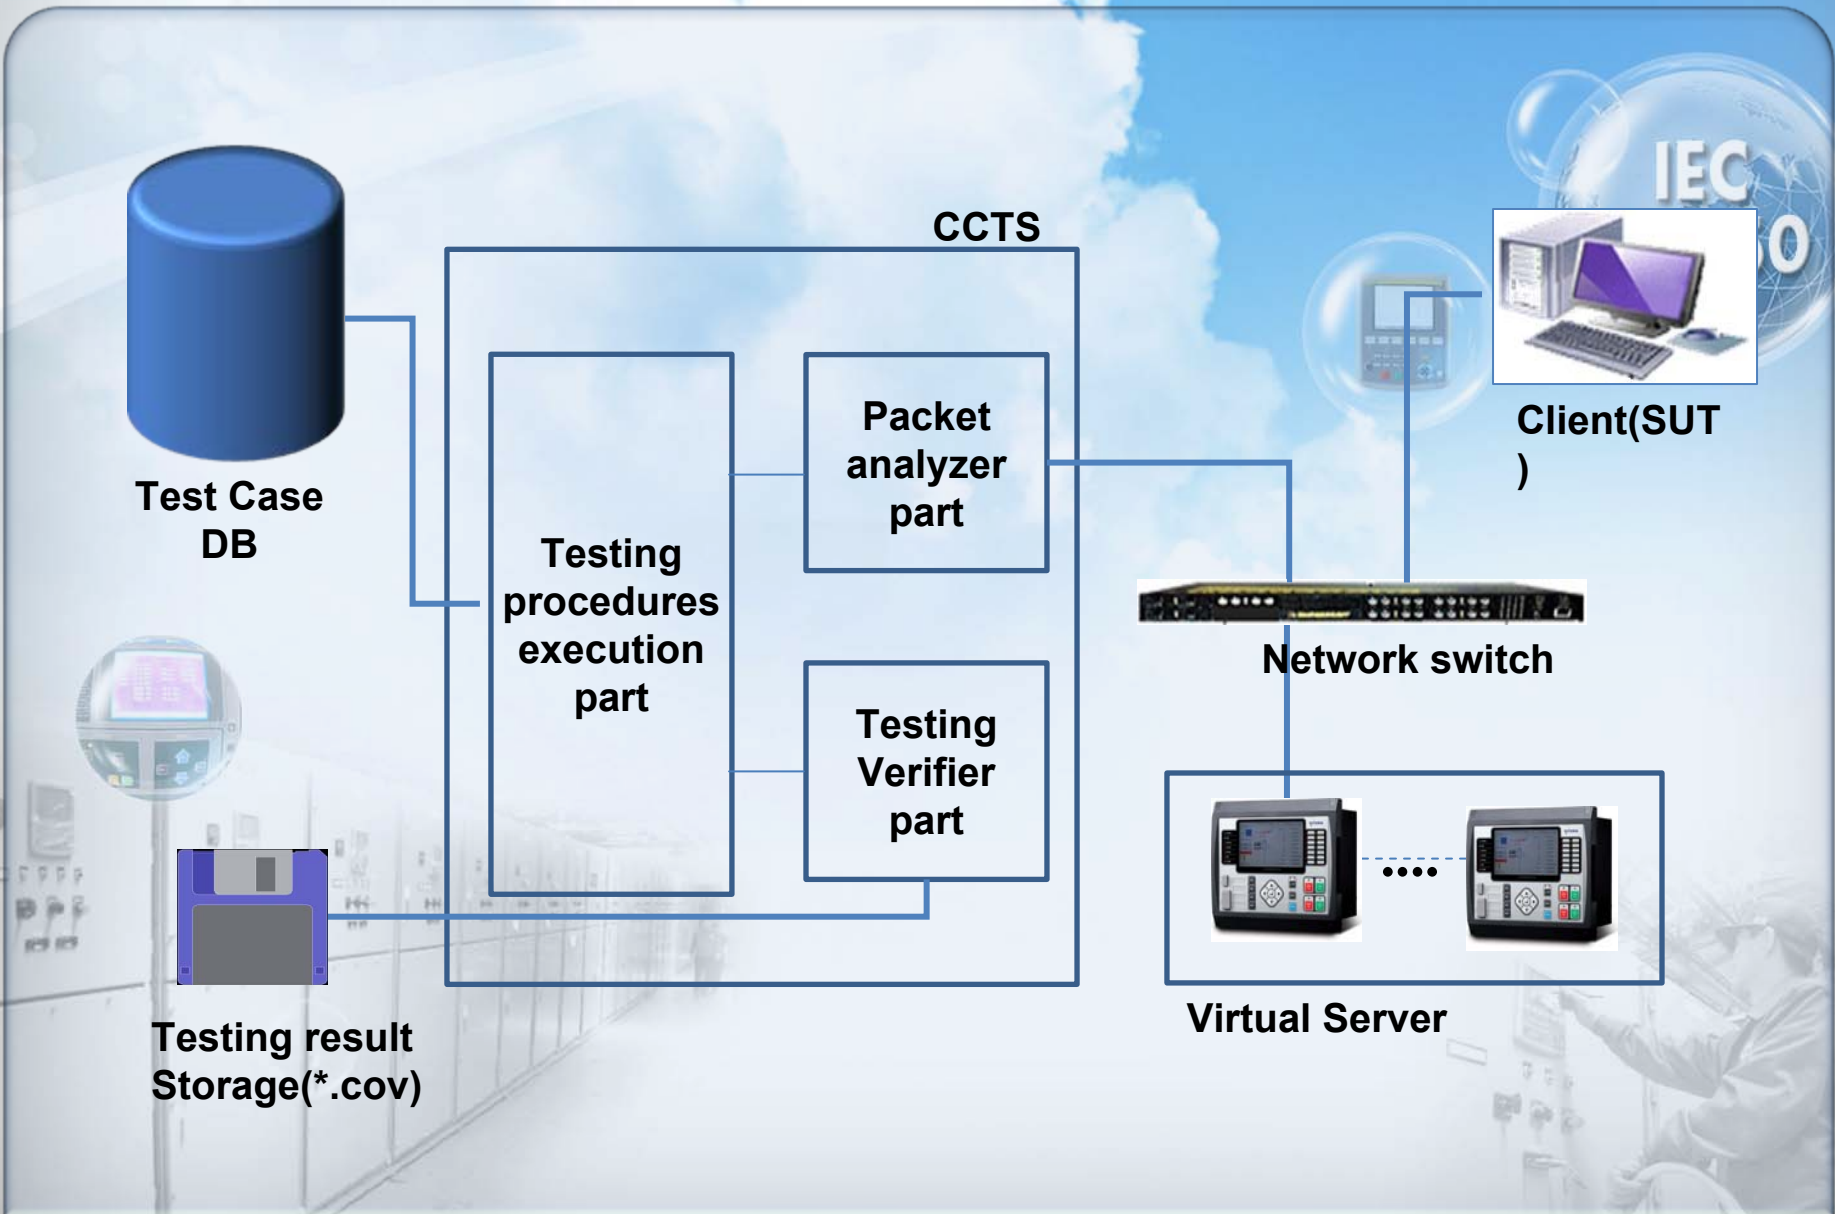 IEC
CCTS
Test Case
DB
Testing
procedures
execution
part
Packet
analyzer
part
Testing
Verifier
part
Client(SUT
)
Network switch
Virtual Server
Testing result
Storage(*.cov)